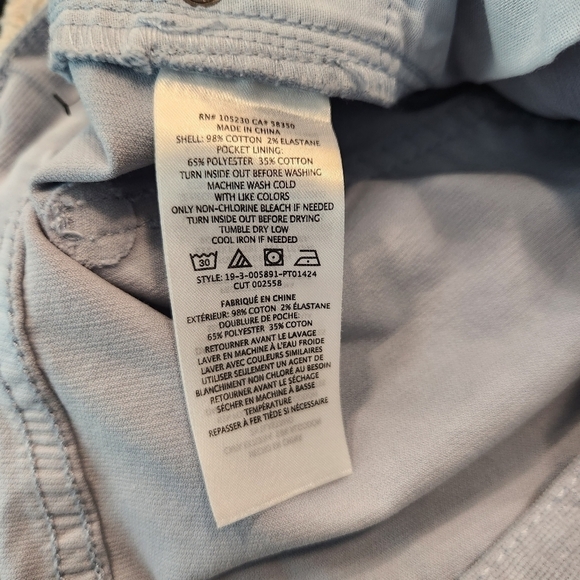 RN# 105230 CA# 58350
MADE IN CHINA
SHELL: 98% COTTON 2% ELASTANE
POCKET LINING:
65% POLYESTER 35% COTTON
TURN INSIDE OUT BEFORE WASHING
MACHINE WASH COLD
WITH LIKE COLORS
ONLY NON-CHLORINE BLEACH IF NEEDED
TURN INSIDE OUT BEFORE DRYING
TUMBLE DRY LOW
COOL IRON IF NEEDED
30
STYLE: 19-3-005891-PT01424
CUT 002558
FABRIQUÉ EN CHINE
EXTÉRIEUR: 98% COTON 2% ÉLASTANE
DOUBLURE DE POCHE:
65% POLYESTER 35% COTON
RETOURNER AVANT LE LAVAGE
LAVER EN MACHINE À L'EAU FROIDE
LAVER AVEC COULEURS SIMILAIRES
UTILISER SEULEMENT UN AGENT DE
BLANCHIMENT NON CHLORÉ AU BESOIN
RETOURNER AVANT LE SÉCHAGE
SÉCHER EN MACHINE À BASSE
TEMPÉRATURE
REPASSER À FER TIÈDE SI NÉCESSAIRE